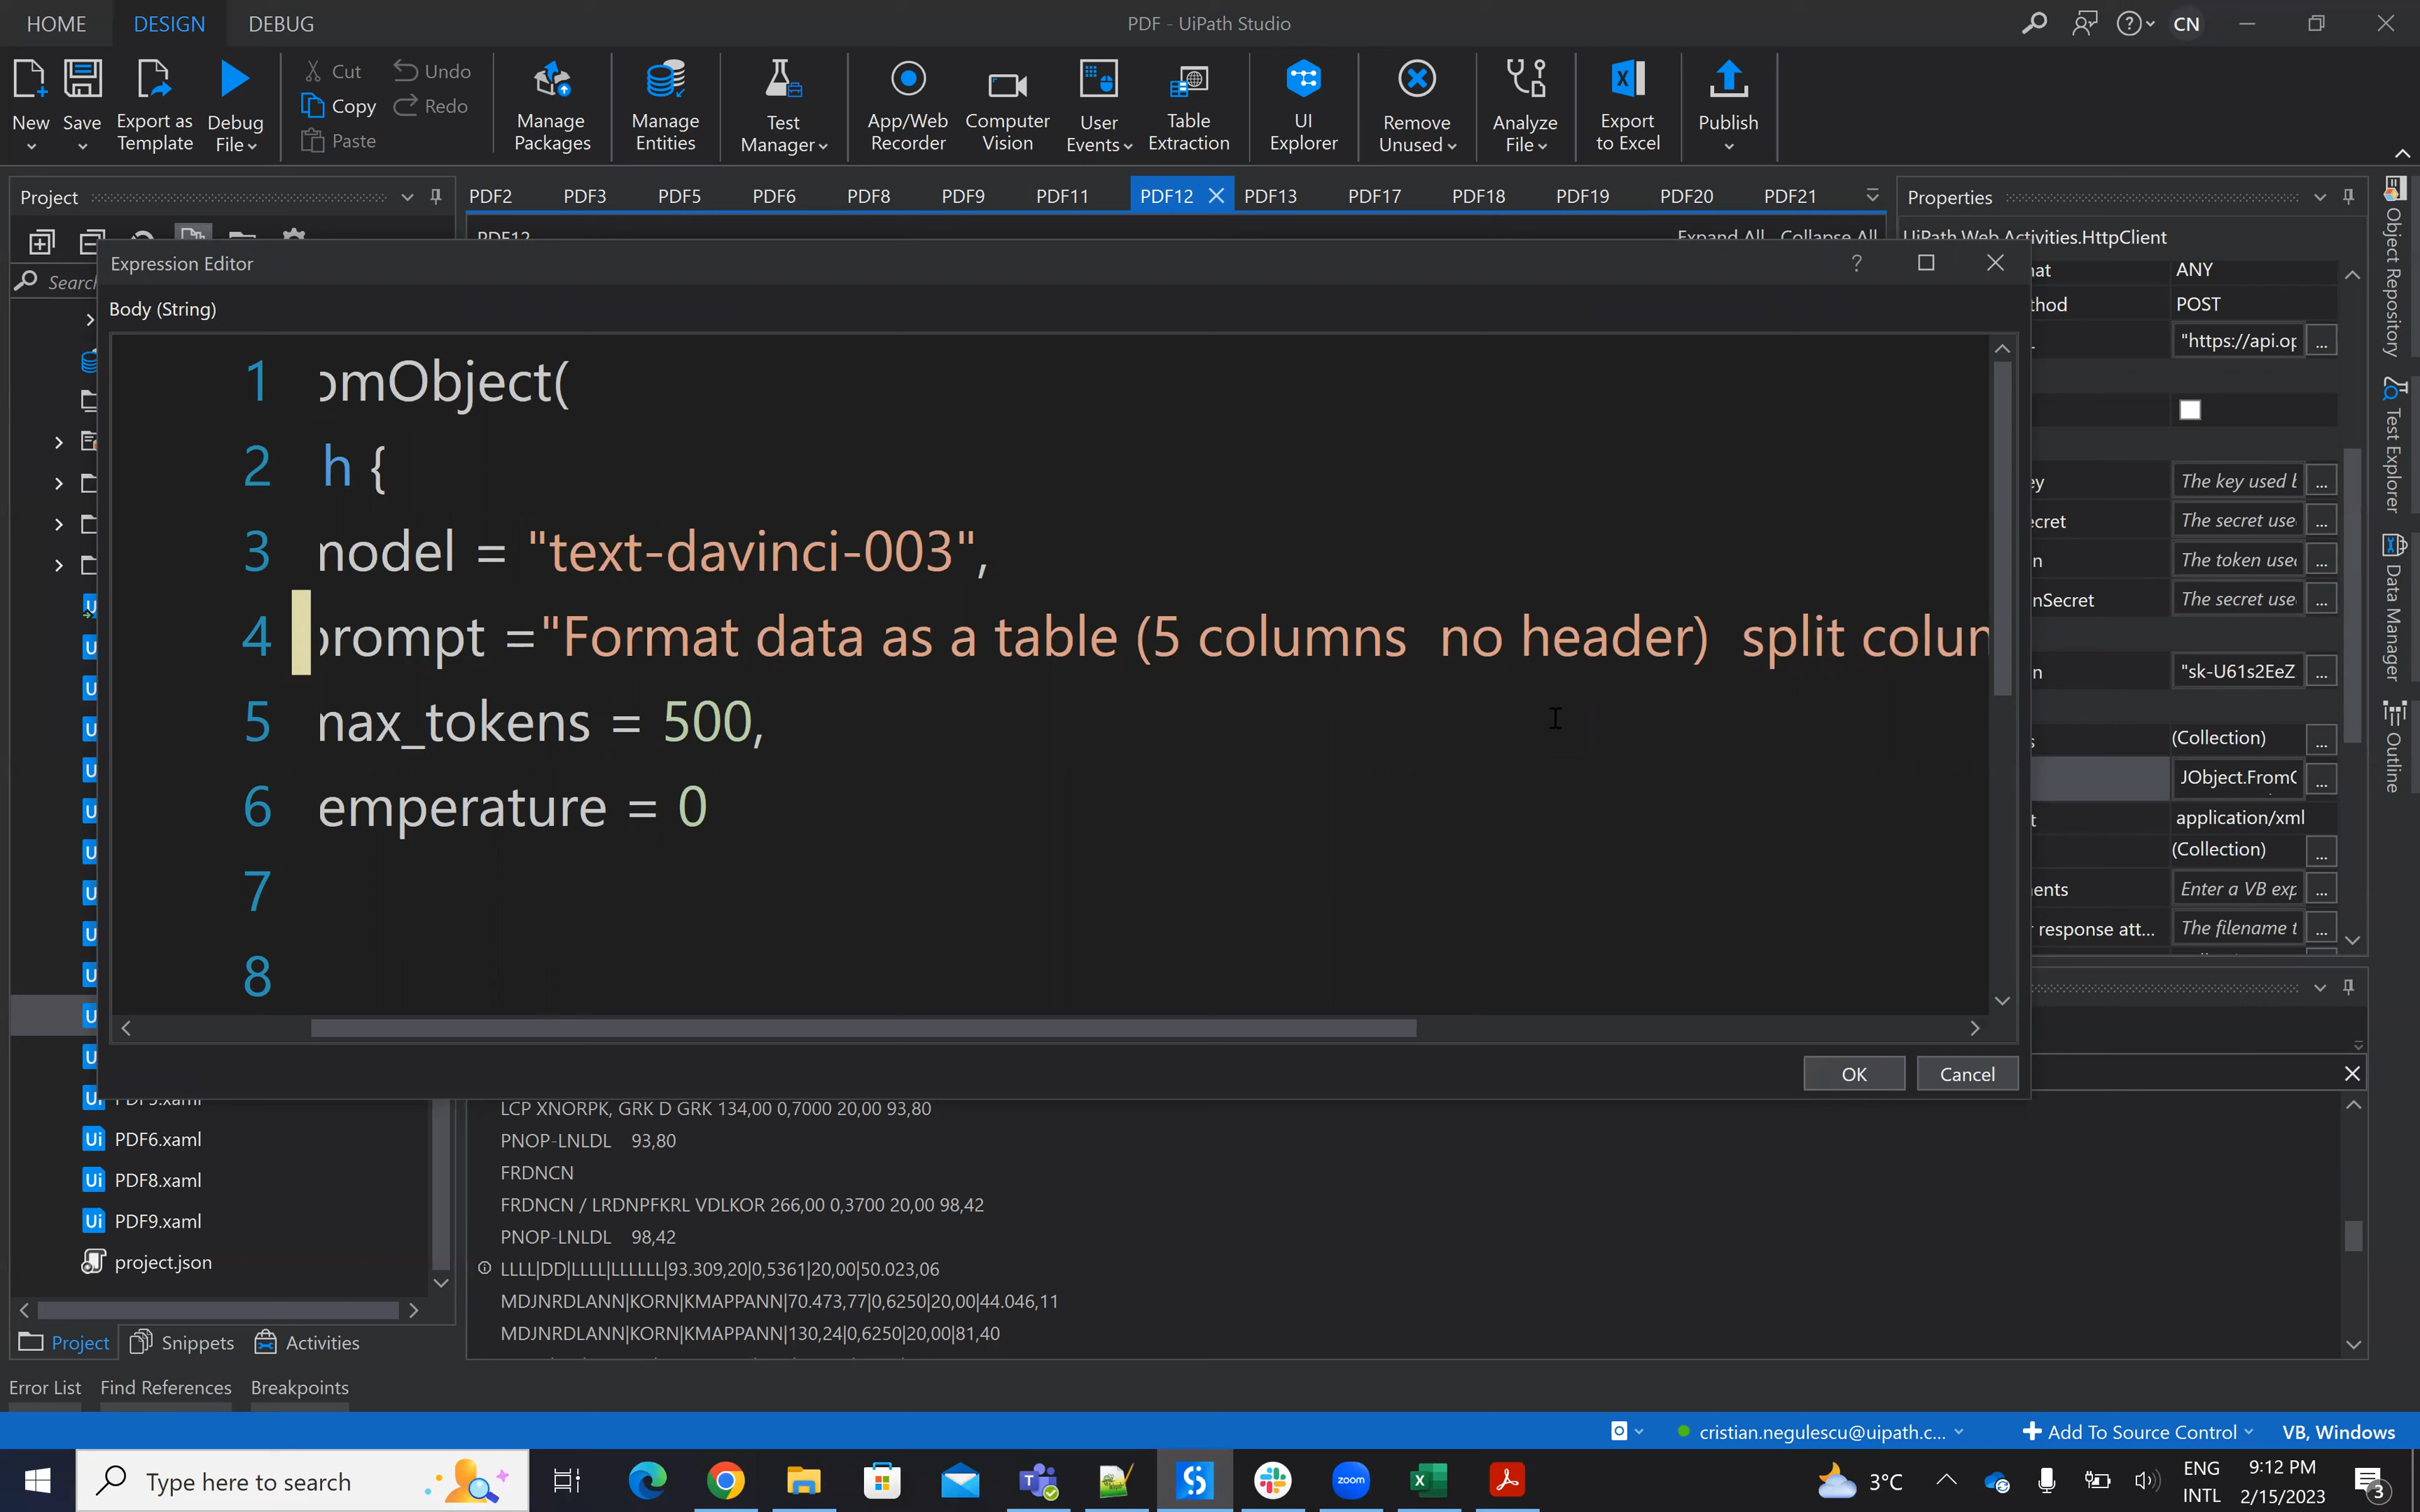 HOME DESIGN DEBUG PDF - UiPath Studio CN
New Save Export as Template Debug File
Cut Undo
Copy Redo
Paste
Manage Packages
Manage Entities
Test Manager
App/Web Recorder
Computer Vision
User Events
Table Extraction
UI Explorer
Remove Unused
Analyze File
Export to Excel
Publish
Project PDF2 PDF3 PDF5 PDF6 PDF8 PDF9 PDF11 PDF12 PDF13 PDF17 PDF18 PDF19 PDF20 PDF21 Properties
PDF12 Expand All Collapse All UiPath.Web.Activities.HttpClient
Expression Editor ?
Body (String)
1 omObject(
2 h {
3 model = "text-davinci-003",
4 prompt ="Format data as a table (5 columns  no header)  split colum
5 max_tokens = 500,
6 emperature = 0
7
8
OK Cancel
ANY
POST
"https://api.op ...
The key used b ...
ecret The secret use ...
The token used ...
nSecret The secret use ...
"sk-U61s2EeZ ...
(Collection) ...
JObject.FromO ...
application/xml
(Collection) ...
Enter a VB exp ...
response att... The filename t ...
Object Repository
Test Explorer
Data Manager
Outline
PDF6.xaml
PDF8.xaml
PDF9.xaml
project.json
LCP XNORPK, GRK D GRK 134,00 0,7000 20,00 93,80
PNOP-LNLDL 93,80
FRDNCN
FRDNCN / LRDNPFKRL VDLKOR 266,00 0,3700 20,00 98,42
PNOP-LNLDL 98,42
LLLL|DD|LLLL|LLLLLL|93.309,20|0,5361|20,00|50.023,06
MDJNRDLANN|KORN|KMAPPANN|70.473,77|0,6250|20,00|44.046,11
MDJNRDLANN|KORN|KMAPPANN|130,24|0,6250|20,00|81,40
Project Snippets Activities
Error List Find References Breakpoints
cristian.negulescu@uipath.c... Add To Source Control VB, Windows
Type here to search zoom 3°C ENG INTL 9:12 PM 2/15/2023 3